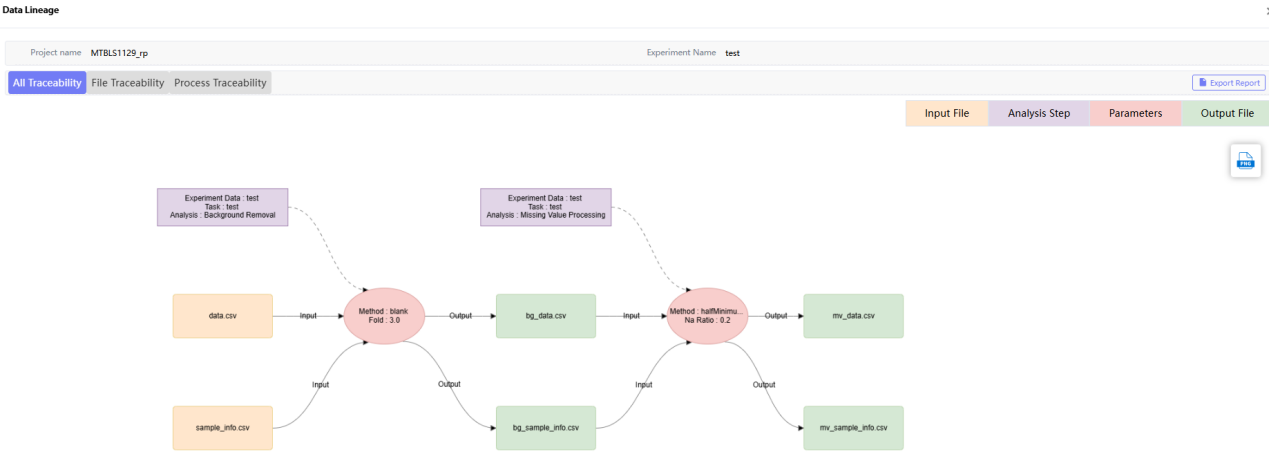 Data Lineage
Project name MTBLS1129_rp Experiment Name test
All Traceability File Traceability Process Traceability Export Report
Input File Analysis Step Parameters Output File
PNG
Experiment Data : test
Task : test
Analysis : Background Removal
Experiment Data : test
Task : test
Analysis : Missing Value Processing
data.csv
Input
Method : blank
Fold : 3.0
Output
bg_data.csv
Input
Method : halfMinimu...
Na Ratio : 0.2
Output
mv_data.csv
Input
Output
Input
Output
sample_info.csv
bg_sample_info.csv
mv_sample_info.csv